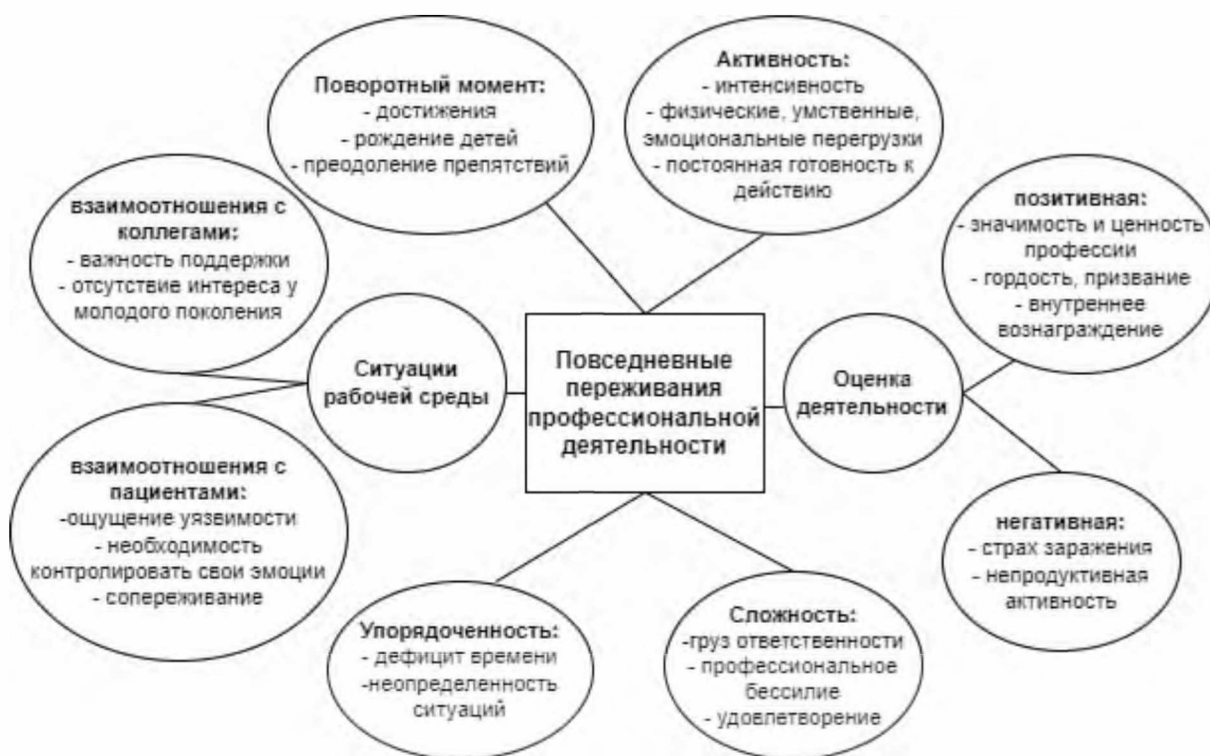 Поворотный момент:
- достижения
- рождение детей
- преодоление препятствий
Активность:
- интенсивность
- физические, умственные,
эмоциональные перегрузки
- постоянная готовность к
действию
взаимоотношения с
коллегами:
- важность поддержки
- отсутствие интереса у
молодого поколения
позитивная:
- значимость и ценность
профессии
- гордость, призвание
- внутреннее
вознаграждение
Ситуации
рабочей среды
Повседневные
переживания
профессиональной
деятельности
Оценка
деятельности
взаимоотношения с
пациентами:
-ощущение уязвимости
- необходимость
контролировать свои эмоции
- сопереживание
негативная:
- страх заражения
- непродуктивная
активность
Упорядоченность:
- дефицит времени
-неопределенность
ситуаций
Сложность:
-груз ответственности
- профессиональное
бессилие
- удовлетворение